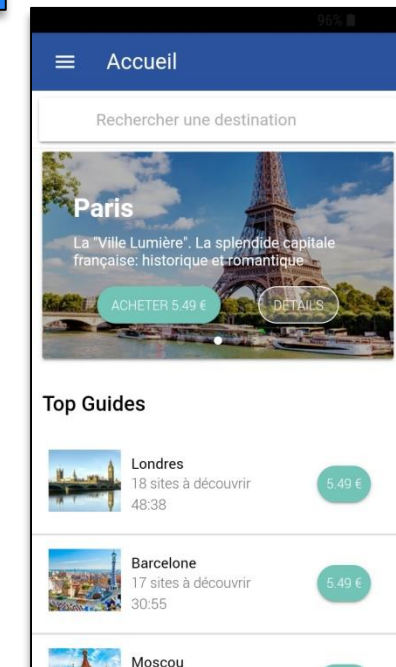 96%
Accueil
Rechercher une destination
Paris
La "Ville Lumière". La splendide capitale
française: historique et romantique
ACHETER 5.49 €
DÉTAILS
Top Guides
Londres
18 sites à découvrir
48:38
5.49 €
Barcelone
17 sites à découvrir
30:55
5.49 €
Moscou